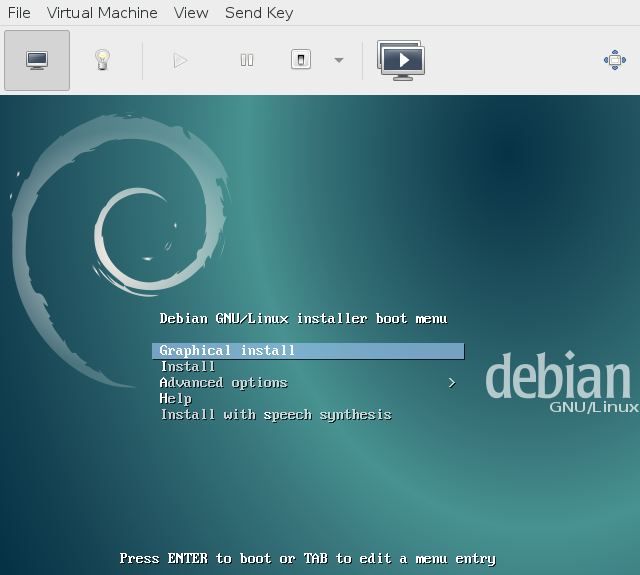 File Virtual Machine View Send Key
Debian GNU/Linux installer boot menu
Graphical install
Install
Advanced options >
Help
Install with speech synthesis
debian
GNU/Linux
Press ENTER to boot or TAB to edit a menu entry